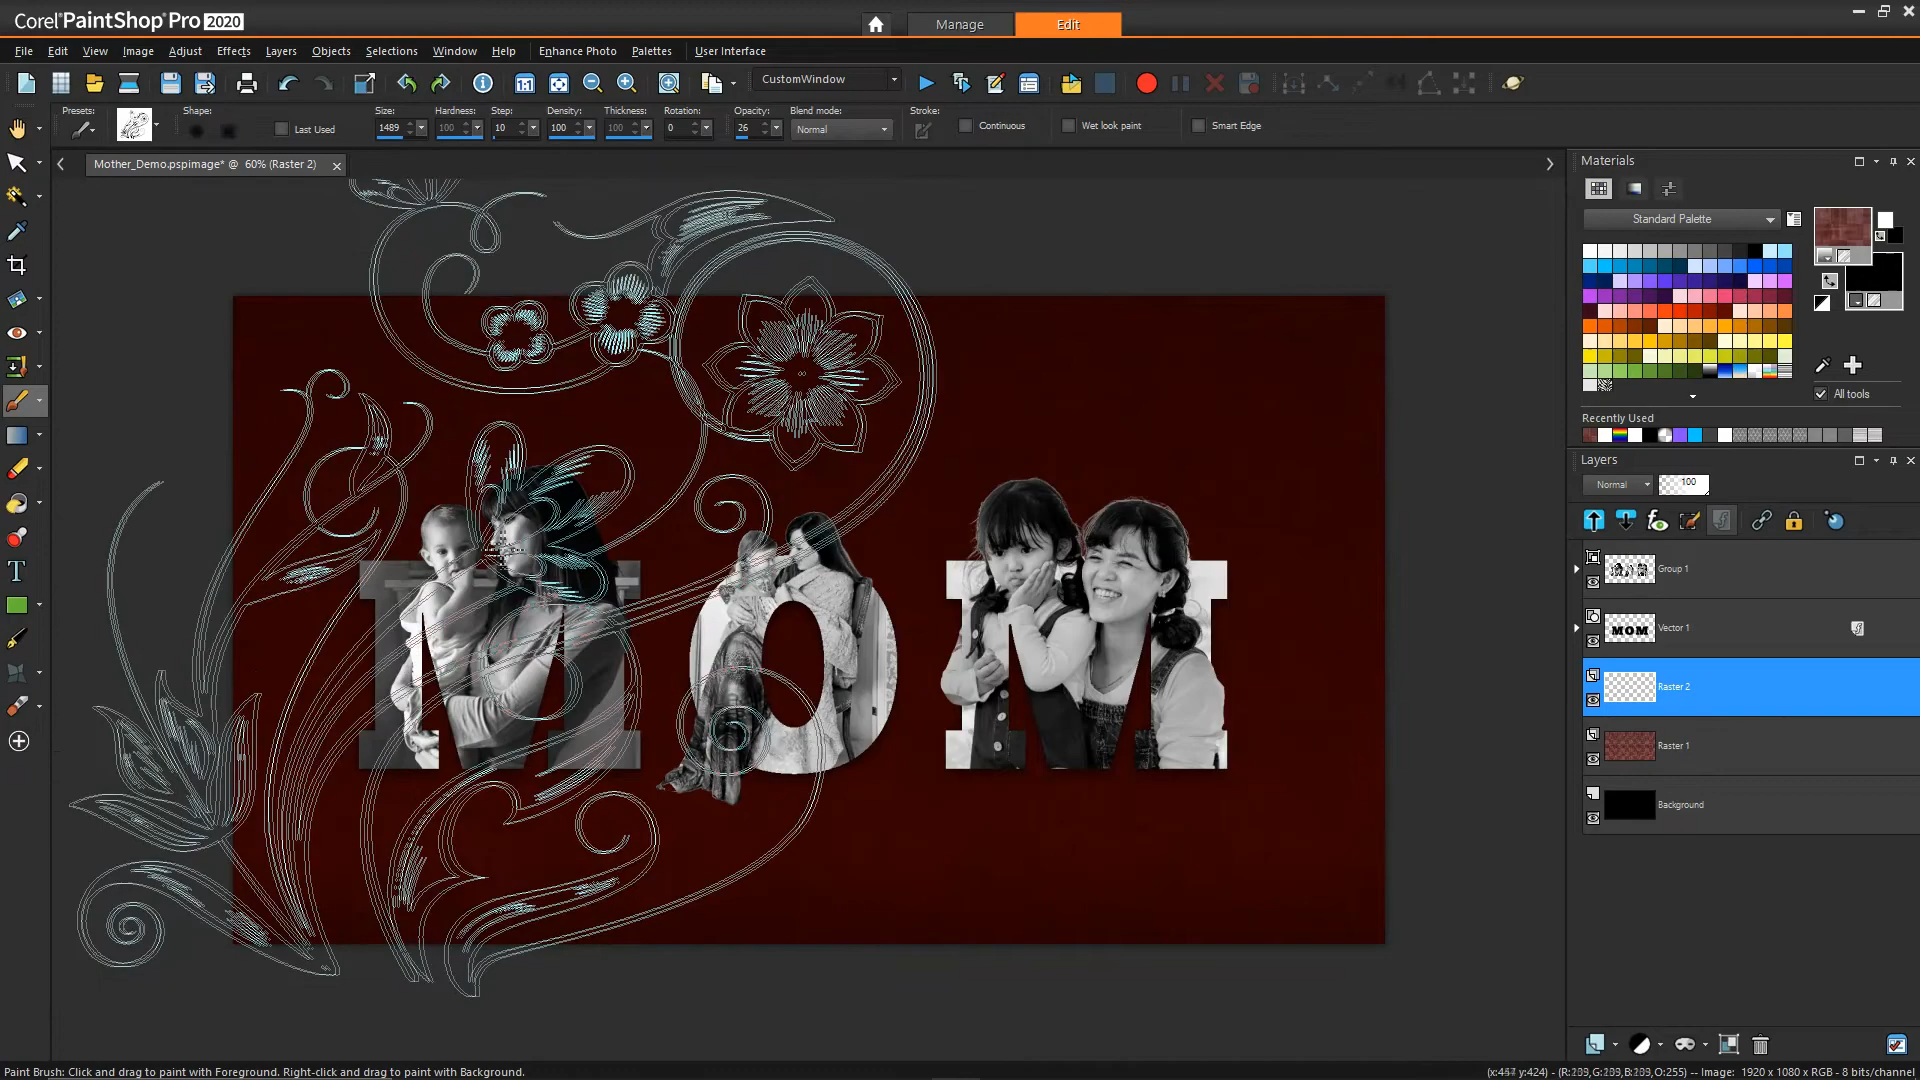 Corel PaintShop Pro 2020
Manage
Edit
File Edit View Image Adjust Effects Layers Objects Selections Window Help Enhance Photo Palettes User Interface
CustomWindow
Presets: Shape: Last Used Size: Hardness: Step: Density: Thickness: Rotation: Opacity: Blend mode: Stroke: Continuous Wet look paint Smart Edge
1489 100 10 100 100 0 26 Normal
Mother_Demo.pspimage* @ 60% (Raster 2)
Materials
Standard Palette
All tools
Recently Used
Layers
Normal 100
Group 1
MOM Vector 1
Raster 2
Raster 1
Background
MOM
Paint Brush: Click and drag to paint with Foreground. Right-click and drag to paint with Background.
-- Image: 1920 x 1080 x RGB - 8 bits/channel